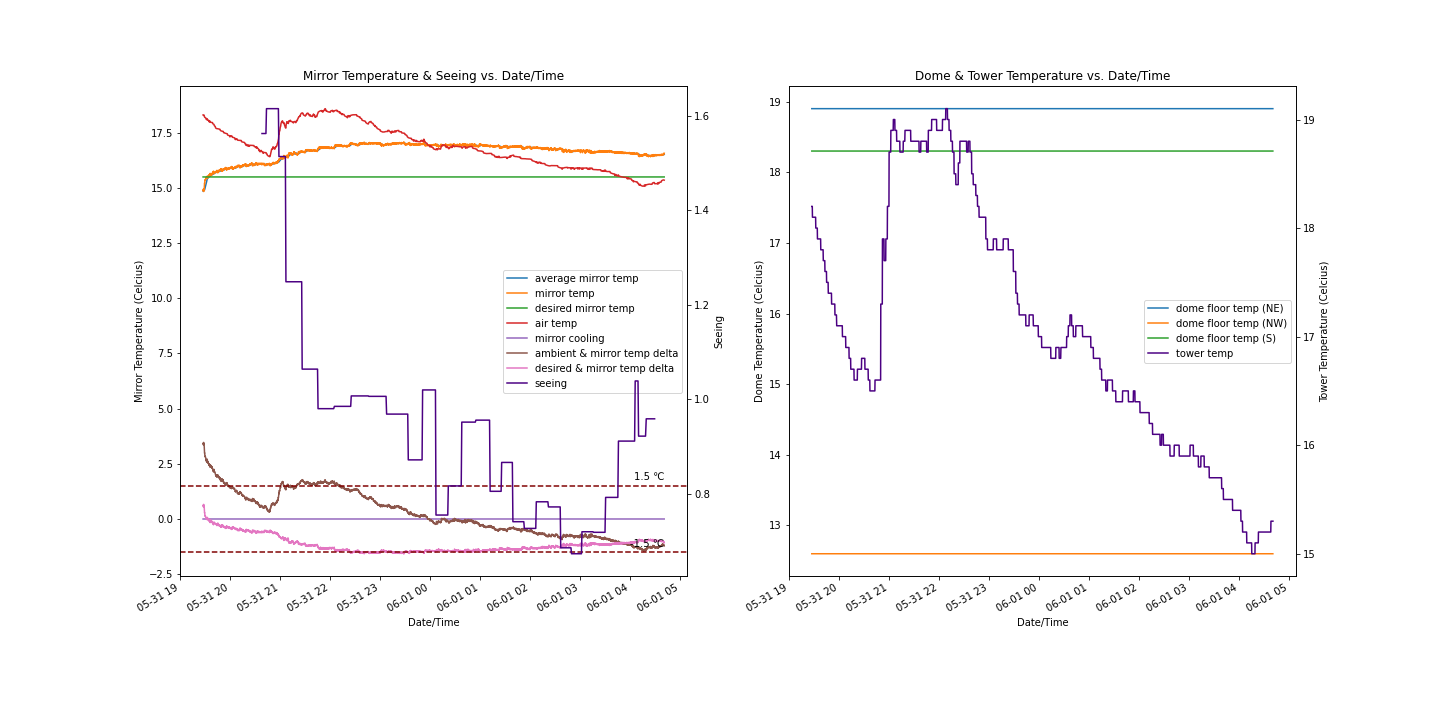 Mirror Temperature & Seeing vs. Date/Time
Mirror Temperature (Celcius)
17.5
15.0
12.5
10.0
7.5
5.0
2.5
0.0
−2.5
1.6
1.4
1.2
1.0
0.8
Seeing
average mirror temp
mirror temp
desired mirror temp
air temp
mirror cooling
ambient & mirror temp delta
desired & mirror temp delta
seeing
1.5 °C
-1.5 °C
05-31 19
05-31 20
05-31 21
05-31 22
05-31 23
06-01 00
06-01 01
06-01 02
06-01 03
06-01 04
06-01 05
Date/Time
Dome & Tower Temperature vs. Date/Time
Dome Temperature (Celcius)
19
18
17
16
15
14
13
19
18
17
16
15
Tower Temperature (Celcius)
dome floor temp (NE)
dome floor temp (NW)
dome floor temp (S)
tower temp
05-31 19
05-31 20
05-31 21
05-31 22
05-31 23
06-01 00
06-01 01
06-01 02
06-01 03
06-01 04
06-01 05
Date/Time